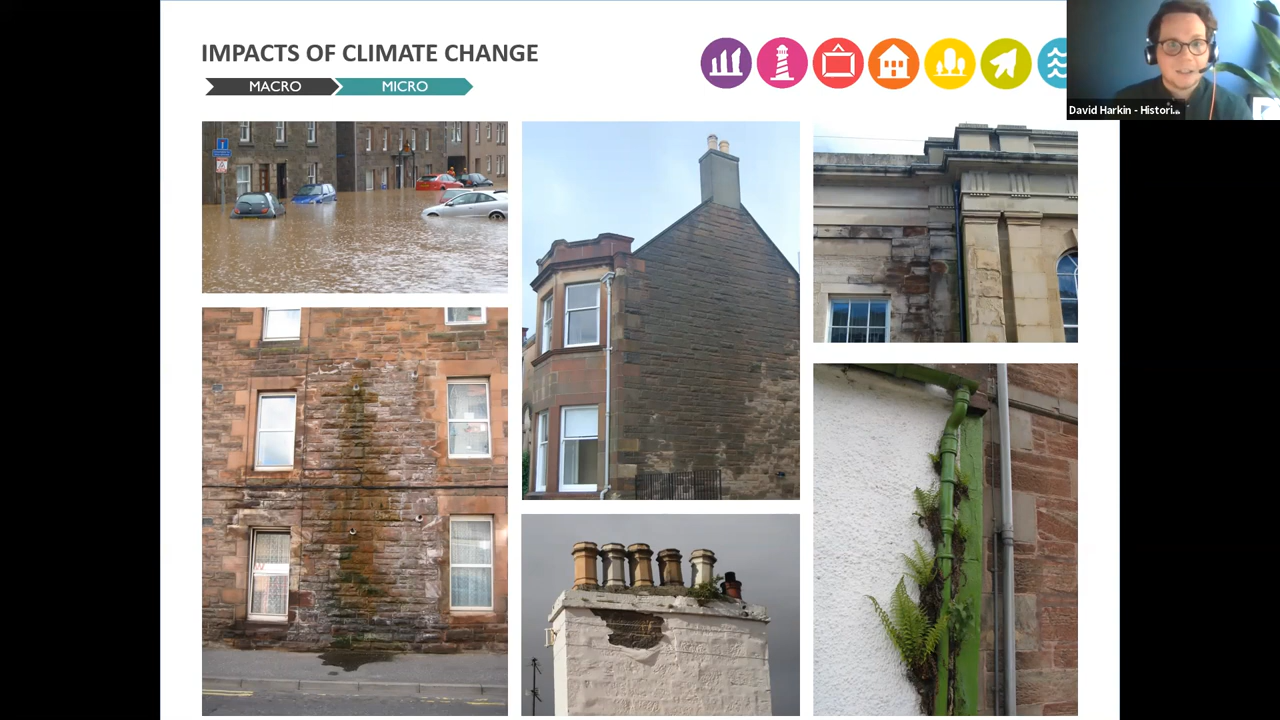 IMPACTS OF CLIMATE CHANGE
MACRO
MICRO
David Harkin - Histori...